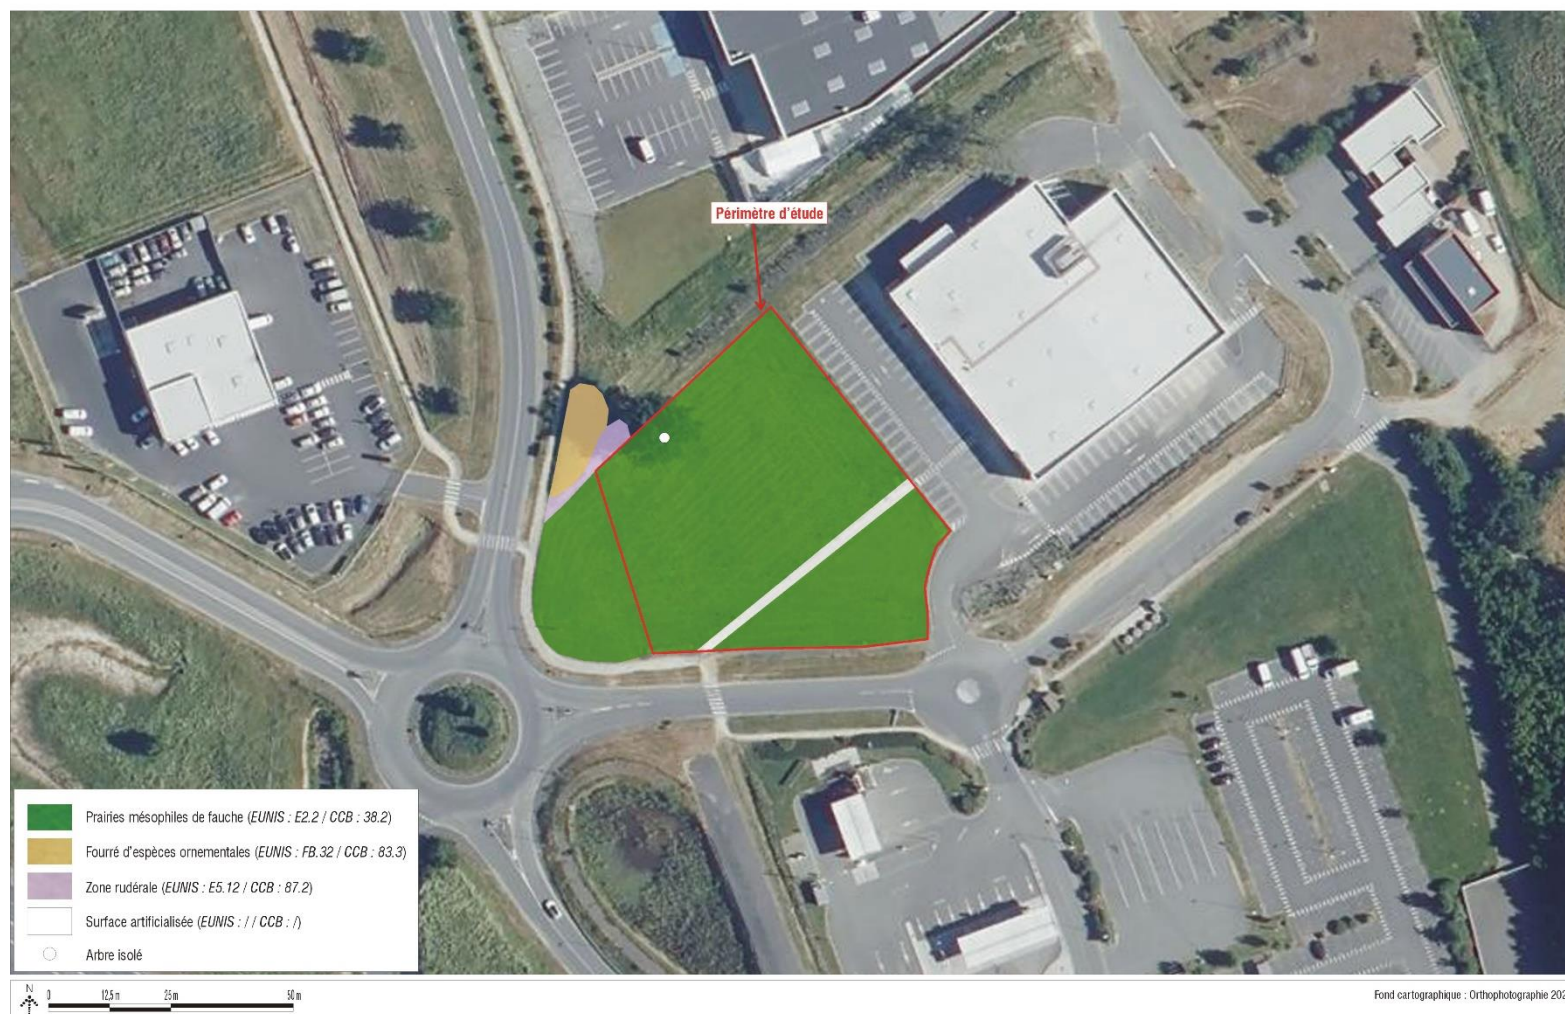 Périmètre d'étude
Prairies mésophiles de fauche (EUNIS : E2.2 / CCB : 38.2)
Fourré d'espèces ornementales (EUNIS : FB.32 / CCB : 83.3)
Zone rudérale (EUNIS : E5.12 / CCB : 87.2)
Surface artificialisée (EUNIS : / / CCB : /)
Arbre isolé
N
0 12,5 m 25 m 50 m
Fond cartographique : Orthophotographie 202